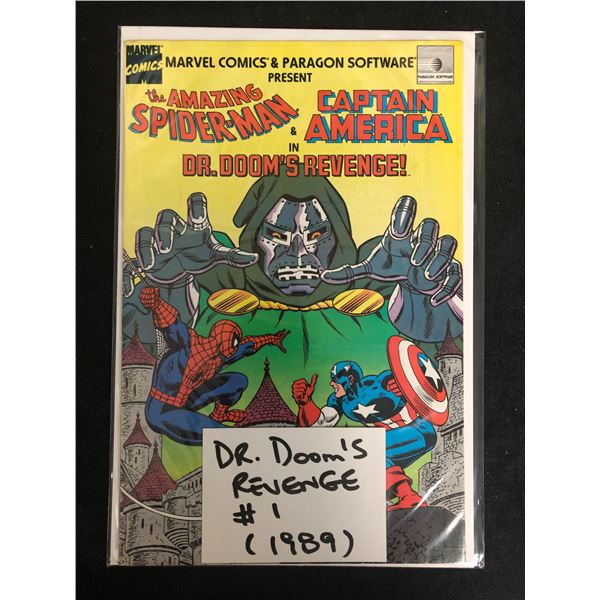 MARVEL
COMICS
MARVEL COMICS & PARAGON SOFTWARE
PRESENT
PARAGON SOFTWARE
the AMAZING
SPIDER-MAN
&
CAPTAIN
AMERICA
IN
DR. DOOM'S REVENGE!
DR. Doom's
REVENGE
# 1
(1989)